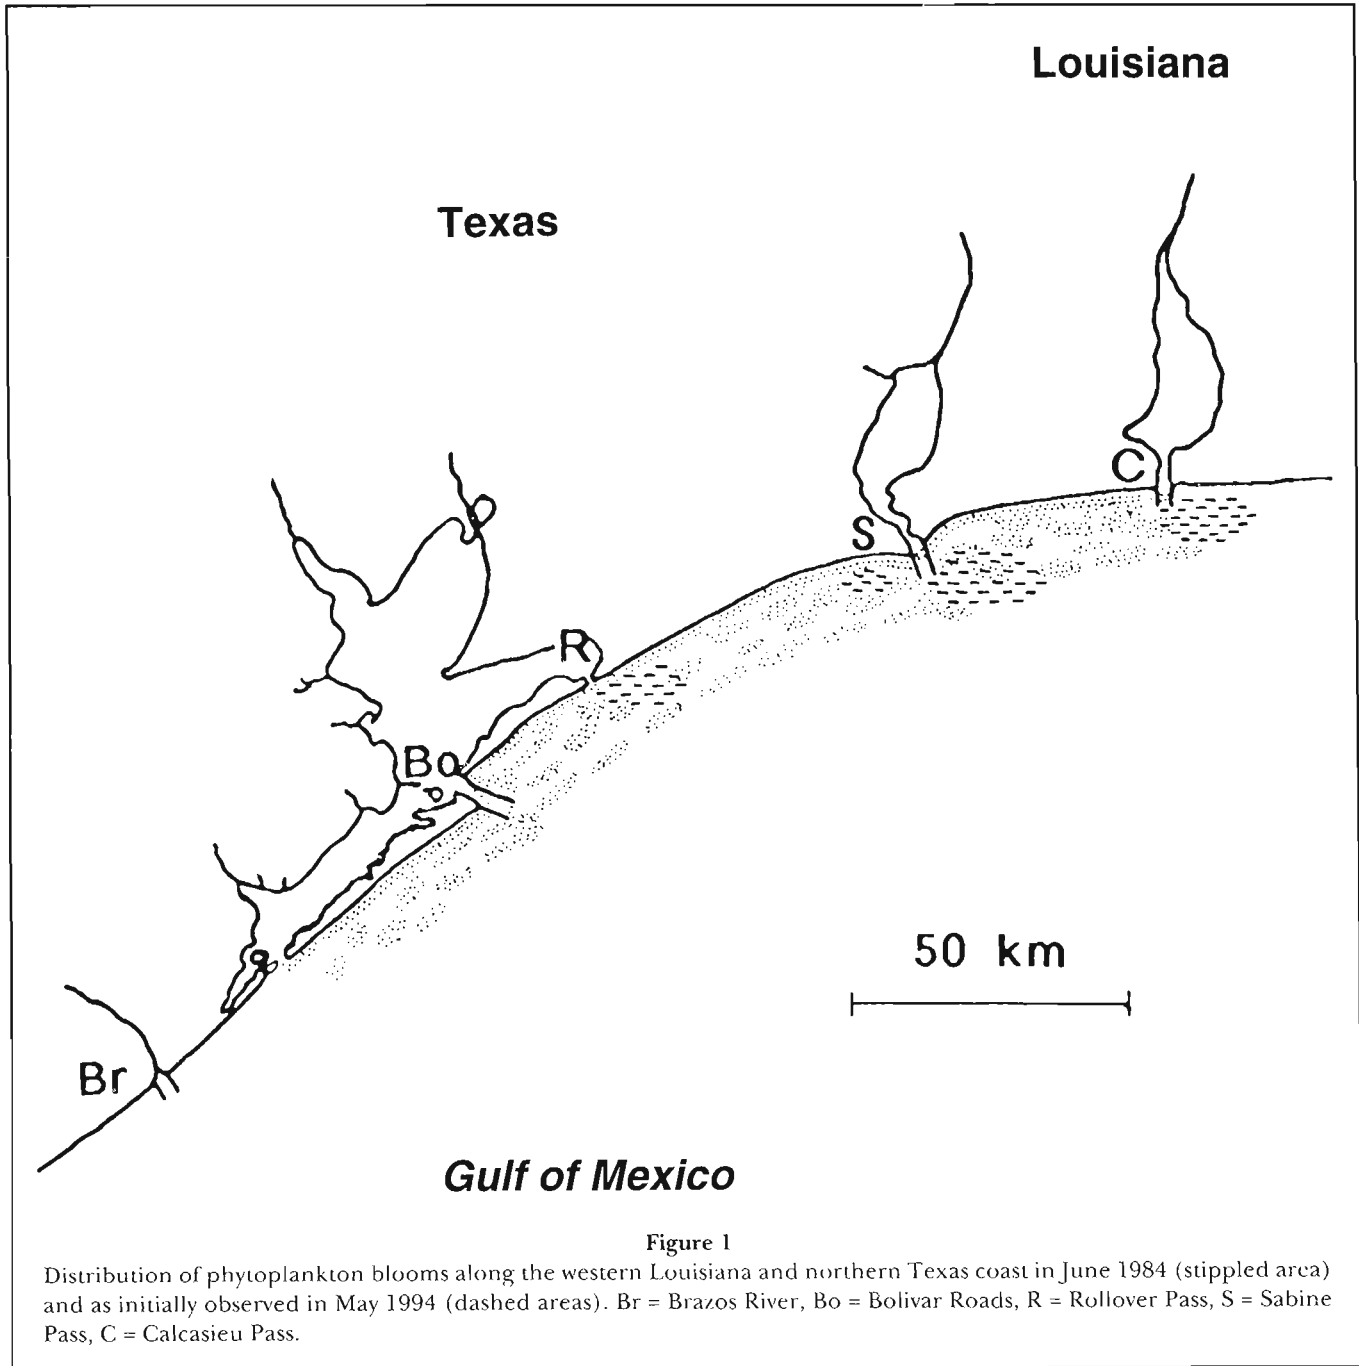 Louisiana
Texas
C
S
R
Bo
50 km
Br
Gulf of Mexico
Figure 1
Distribution of phytoplankton blooms along the western Louisiana and northern Texas coast in June 1984 (stippled area)
and as initially observed in May 1994 (dashed areas). Br = Brazos River, Bo = Bolivar Roads, R = Rollover Pass, S = Sabine
Pass, C = Calcasieu Pass.